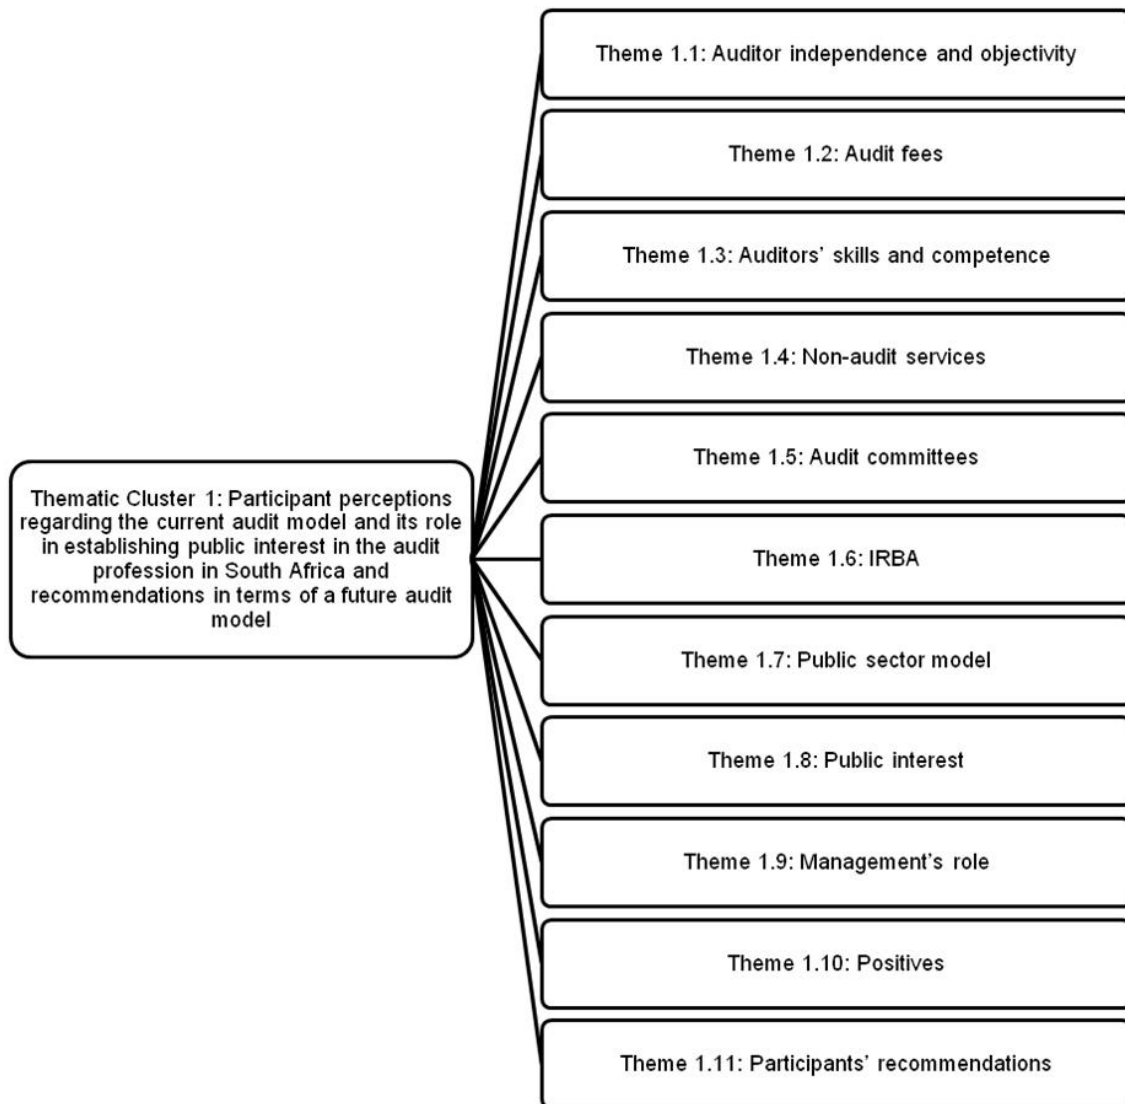 Theme 1.1: Auditor independence and objectivity
Theme 1.2: Audit fees
Theme 1.3: Auditors’ skills and competence
Theme 1.4: Non-audit services
Theme 1.5: Audit committees
Thematic Cluster 1: Participant perceptions
regarding the current audit model and its role
in establishing public interest in the audit
profession in South Africa and
recommendations in terms of a future audit
model
Theme 1.6: IRBA
Theme 1.7: Public sector model
Theme 1.8: Public interest
Theme 1.9: Management’s role
Theme 1.10: Positives
Theme 1.11: Participants’ recommendations